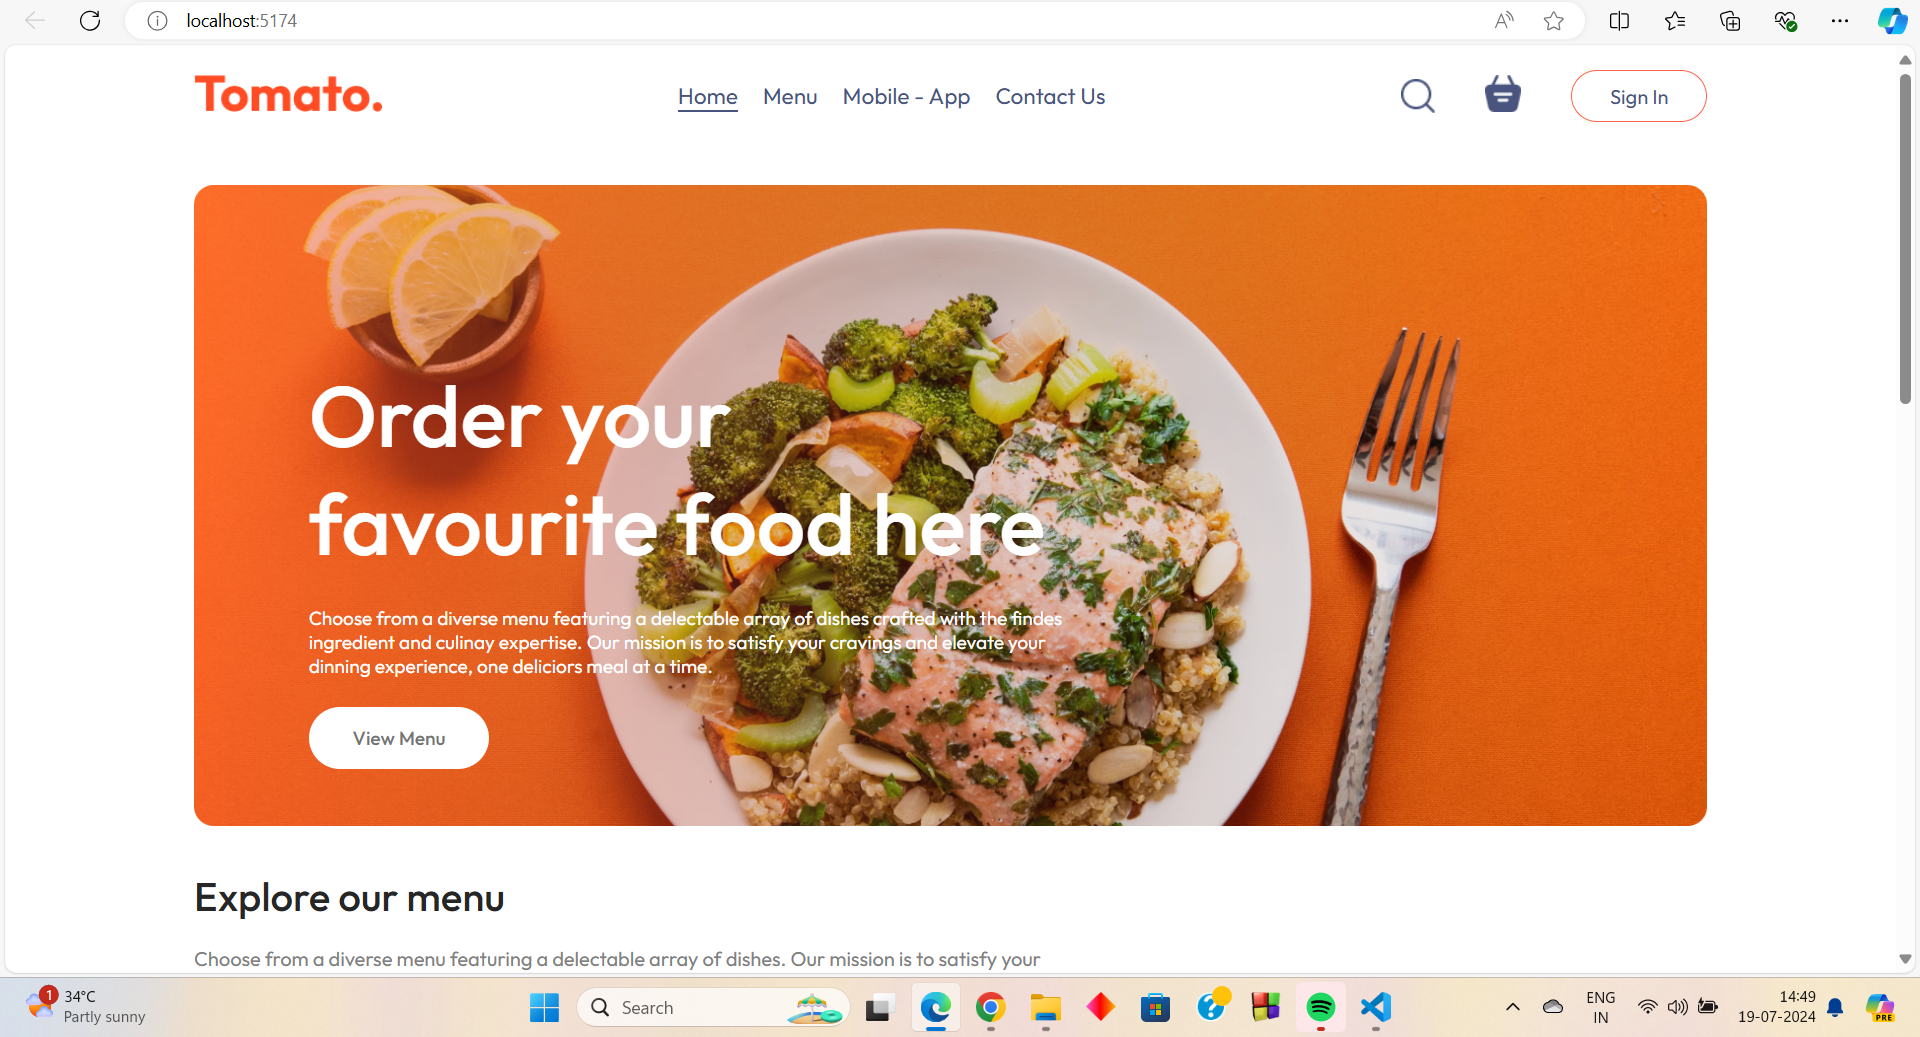 localhost:5174
Tomato.
Home Menu Mobile - App Contact Us
Sign In
Order your
favourite food here
Choose from a diverse menu featuring a delectable array of dishes crafted with the findes
ingredient and culinay expertise. Our mission is to satisfy your cravings and elevate your
dinning experience, one deliciors meal at a time.
View Menu
Explore our menu
Choose from a diverse menu featuring a delectable array of dishes. Our mission is to satisfy your
1
34°C
Partly sunny
Search
ENG
IN
14:49
19-07-2024
PRE